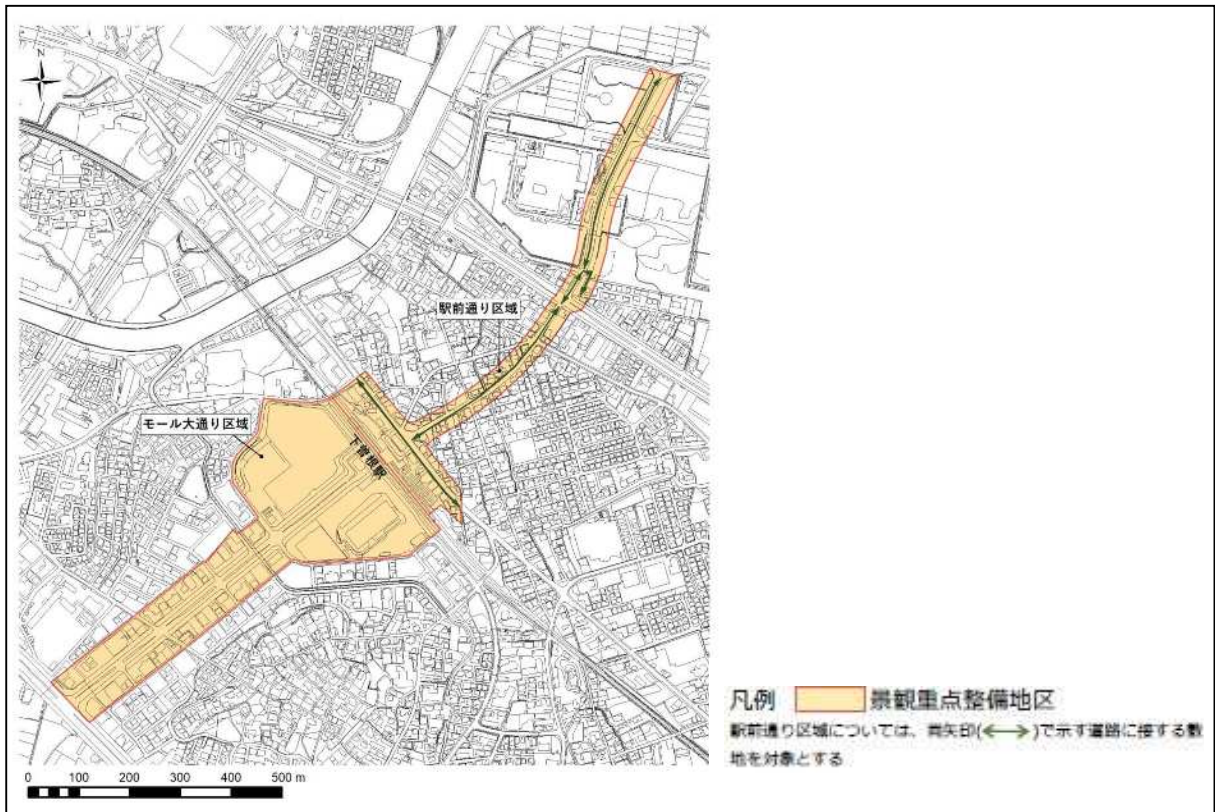 N
駅前通り区域
モール大通り区域
下曽根駅
凡例 景観重点整備地区
駅前通り区域については、両矢印(⟷)で示す道路に接する敷
地を対象とする
0 100 200 300 400 500 m